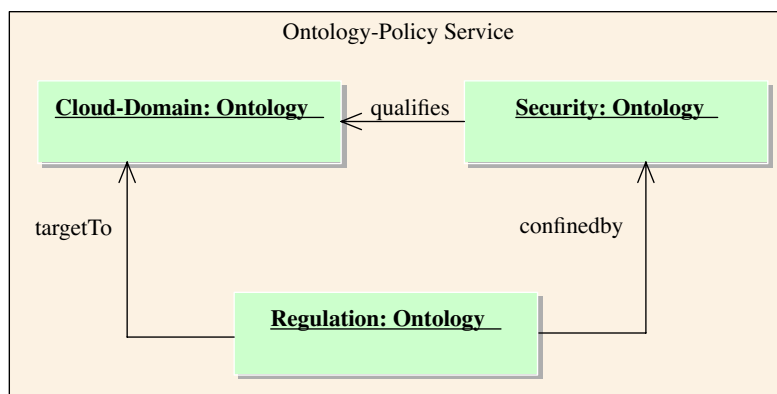 Ontology-Policy Service
Cloud-Domain: Ontology
qualifies
Security: Ontology
targetTo
confinedby
Regulation: Ontology